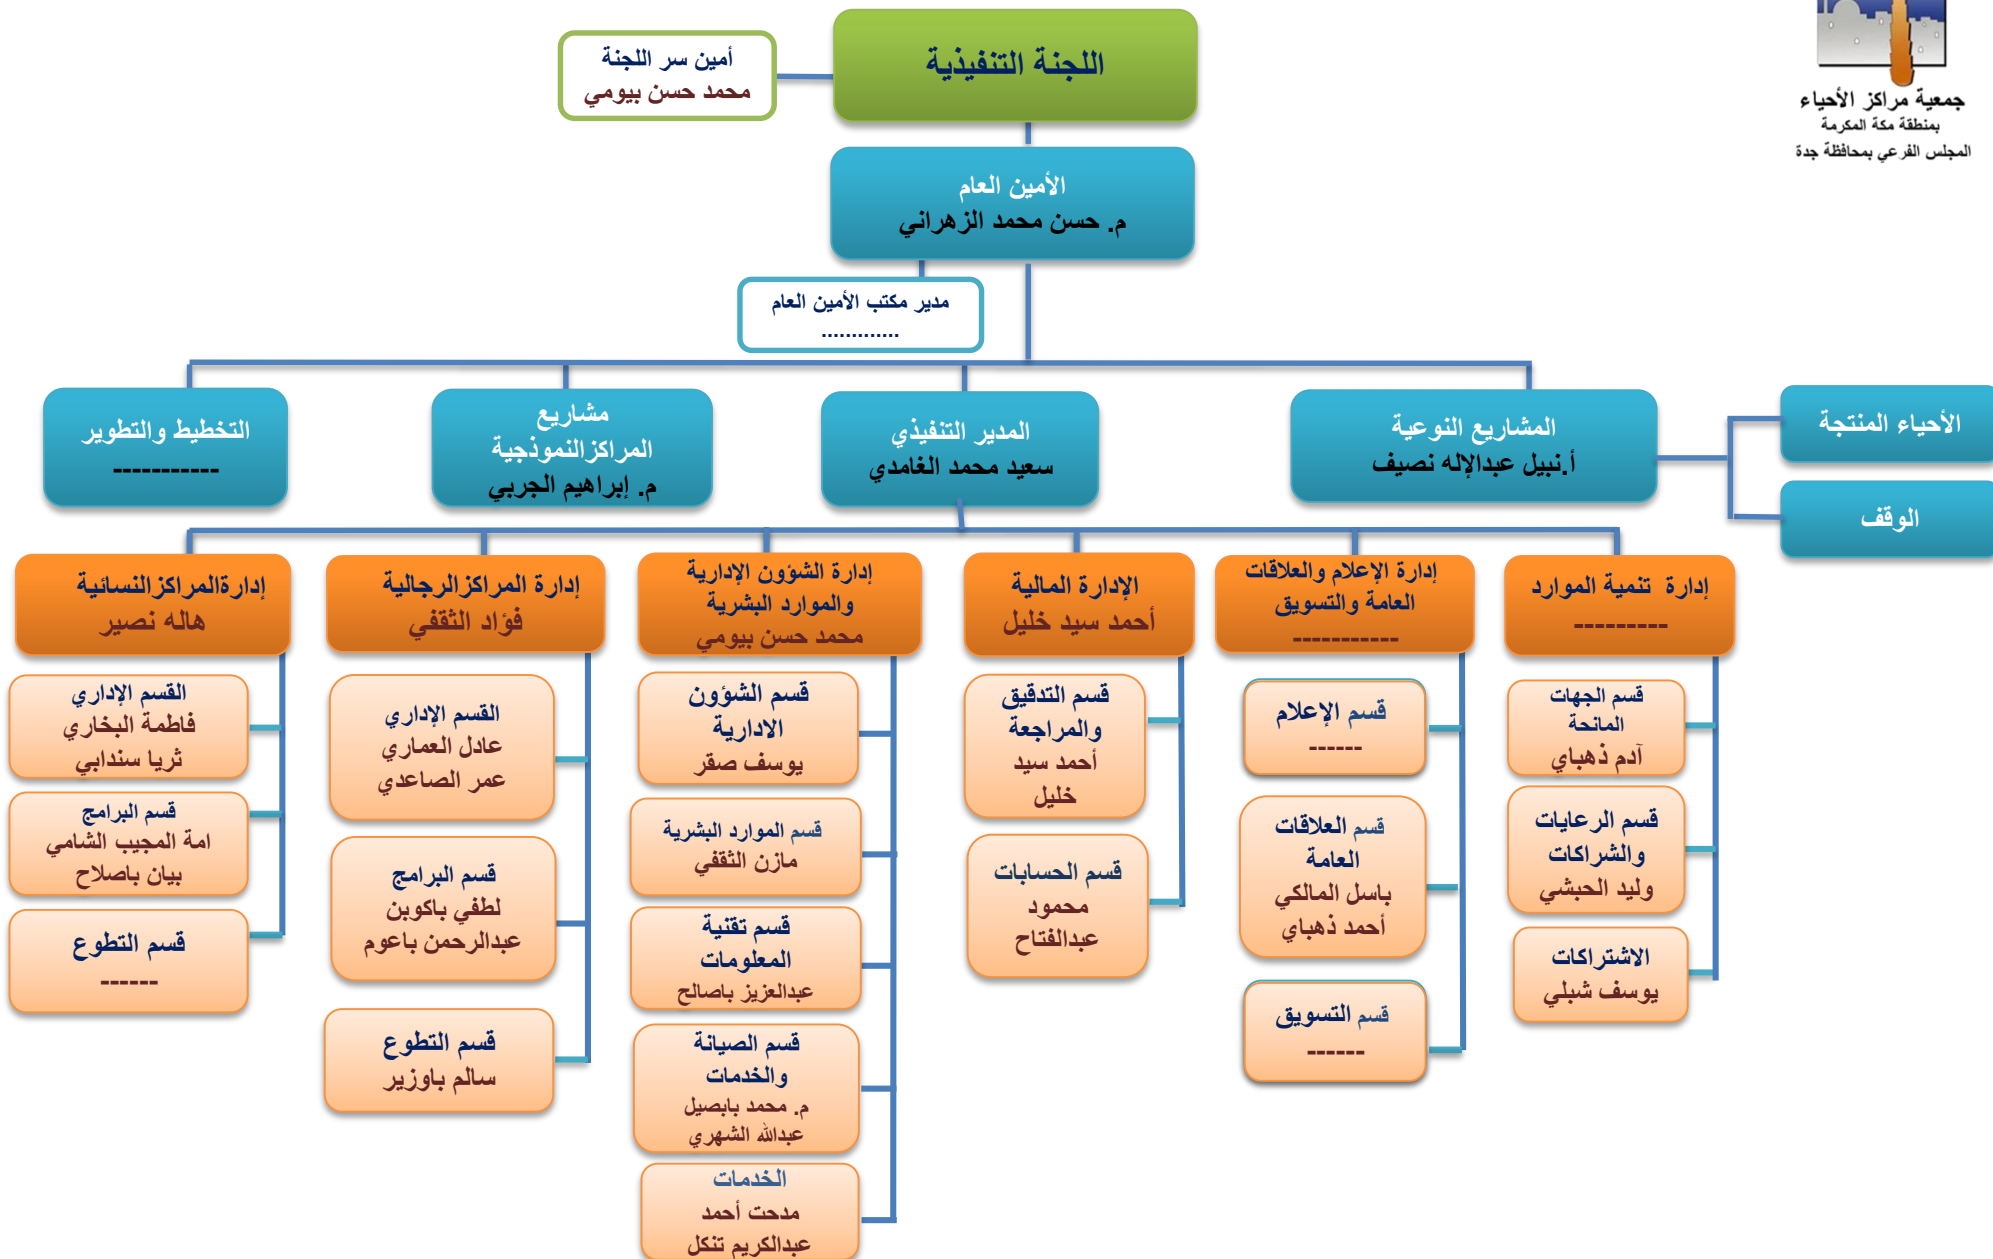 جمعية مراكز الأحياء
بمنطقة مكة المكرمة
المجلس الفرعي بمحافظة جدة
اللجنة التنفيذية
أمين سر اللجنة
محمد حسن بيومي
الأمين العام
م. حسن محمد الزهراني
مدير مكتب الأمين العام
.............
الأحياء المنتجة
الوقف
المشاريع النوعية
أ.نبيل عبدالإله نصيف
المدير التنفيذي
سعيد محمد الغامدي
مشاريع
المراكزالنموذجية
م. إبراهيم الجربي
التخطيط والتطوير
-----------
إدارة تنمية الموارد
---------
قسم الجهات
المانحة
آدم ذهباي
قسم الرعايات
والشراكات
وليد الحبشي
الاشتراكات
يوسف شبلي
إدارة الإعلام والعلاقات
العامة والتسويق
-----------
قسم الإعلام
------
قسم العلاقات
العامة
باسل المالكي
أحمد ذهباي
قسم التسويق
------
الإدارة المالية
أحمد سيد خليل
قسم التدقيق
والمراجعة
أحمد سيد
خليل
قسم الحسابات
محمود
عبدالفتاح
إدارة الشؤون الإدارية
والموارد البشرية
محمد حسن بيومي
قسم الشؤون
الادارية
يوسف صقر
قسم الموارد البشرية
مازن الثقفي
قسم تقنية
المعلومات
عبدالعزيز باصالح
قسم الصيانة
والخدمات
م. محمد بابصيل
عبدالله الشهري
الخدمات
مدحت أحمد
عبدالكريم تنكل
إدارة المراكزالرجالية
فؤاد الثقفي
القسم الإداري
عادل العماري
عمر الصاعدي
قسم البرامج
لطفي باكوبن
عبدالرحمن باعوم
قسم التطوع
سالم باوزير
إدارةالمراكزالنسائية
هاله نصير
القسم الإداري
فاطمة البخاري
ثريا سندابي
قسم البرامج
امة المجيب الشامي
بيان باصلاح
قسم التطوع
------